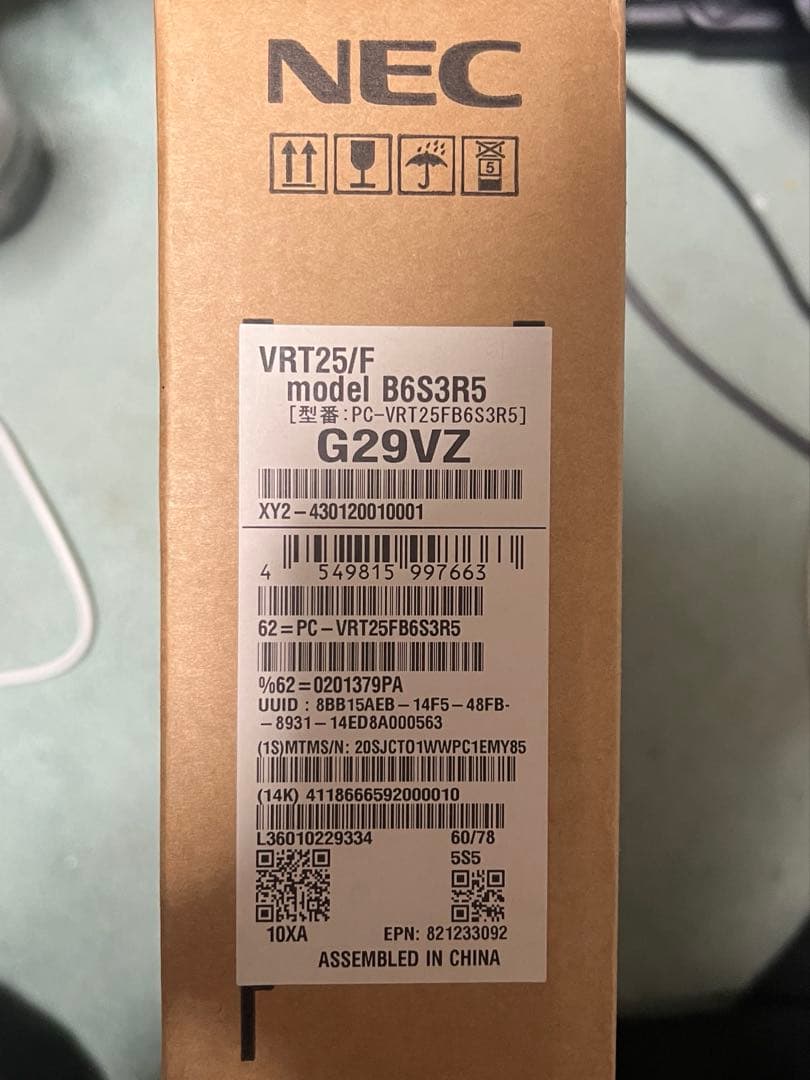 NEC
5
VRT25/F
model B6S3R5
[型番:PC-VRT25FB6S3R5]
G29VZ
XY2-430120010001
4 549815 997663
62=PC-VRT25FB6S3R5
%62=0201379PA
UUID : 8BB15AEB-14F5-48FB-
-8931-14ED8A000563
(1S)MTMS/N: 20SJCTO1WWPC1EMY85
(14K) 4118666592000010
L36010229334 60/78
5S5
10XA EPN: 821233092
ASSEMBLED IN CHINA